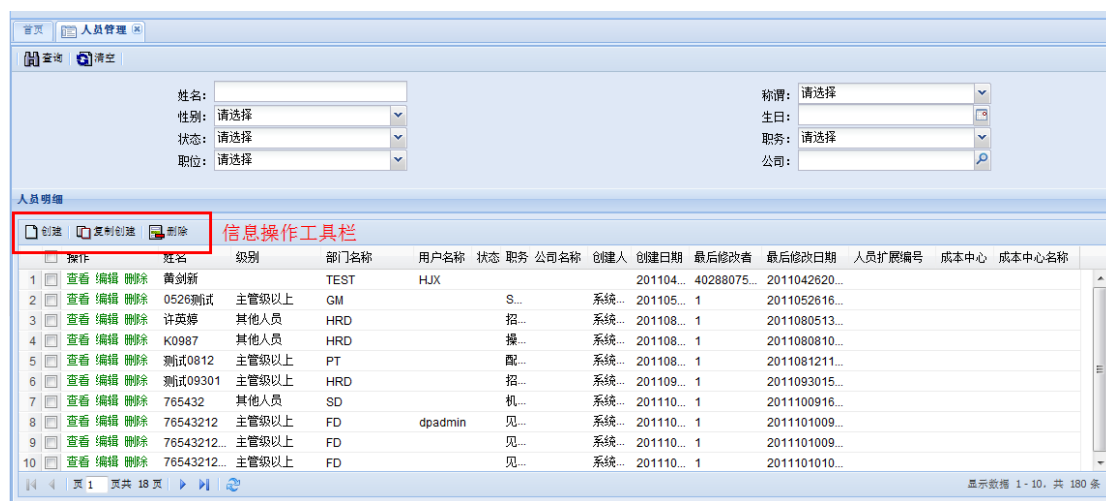 首页 人员管理
查询 清空
姓名： 称谓： 请选择
性别： 请选择 生日：
状态： 请选择 职务： 请选择
职位： 请选择 公司：
人员明细
创建 复制创建 删除 信息操作工具栏
操作 姓名 级别 部门名称 用户名称 状态 职务 公司名称 创建人 创建日期 最后修改者 最后修改日期 人员扩展编号 成本中心 成本中心名称
1 查看 编辑 删除 黄剑新 TEST HJX 201104... 40288075... 2011042620...
2 查看 编辑 删除 0526测试 主管级以上 GM S... 系统... 201105... 1 2011052616...
3 查看 编辑 删除 许英婷 其他人员 HRD 招... 系统... 201108... 1 2011080513...
4 查看 编辑 删除 K0987 其他人员 HRD 操... 系统... 201108... 1 2011080810...
5 查看 编辑 删除 测试0812 主管级以上 PT 配... 系统... 201108... 1 2011081211...
6 查看 编辑 删除 测试09301 主管级以上 HRD 招... 系统... 201109... 1 2011093015...
7 查看 编辑 删除 765432 其他人员 SD 机... 系统... 201110... 1 2011100916...
8 查看 编辑 删除 76543212 主管级以上 FD dpadmin 见... 系统... 201110... 1 2011101009...
9 查看 编辑 删除 76543212... 主管级以上 FD 见... 系统... 201110... 1 2011101009...
10 查看 编辑 删除 76543212... 主管级以上 FD 见... 系统... 201110... 1 2011101010...
页 1 页共 18 页 显示数据 1 - 10，共 180 条